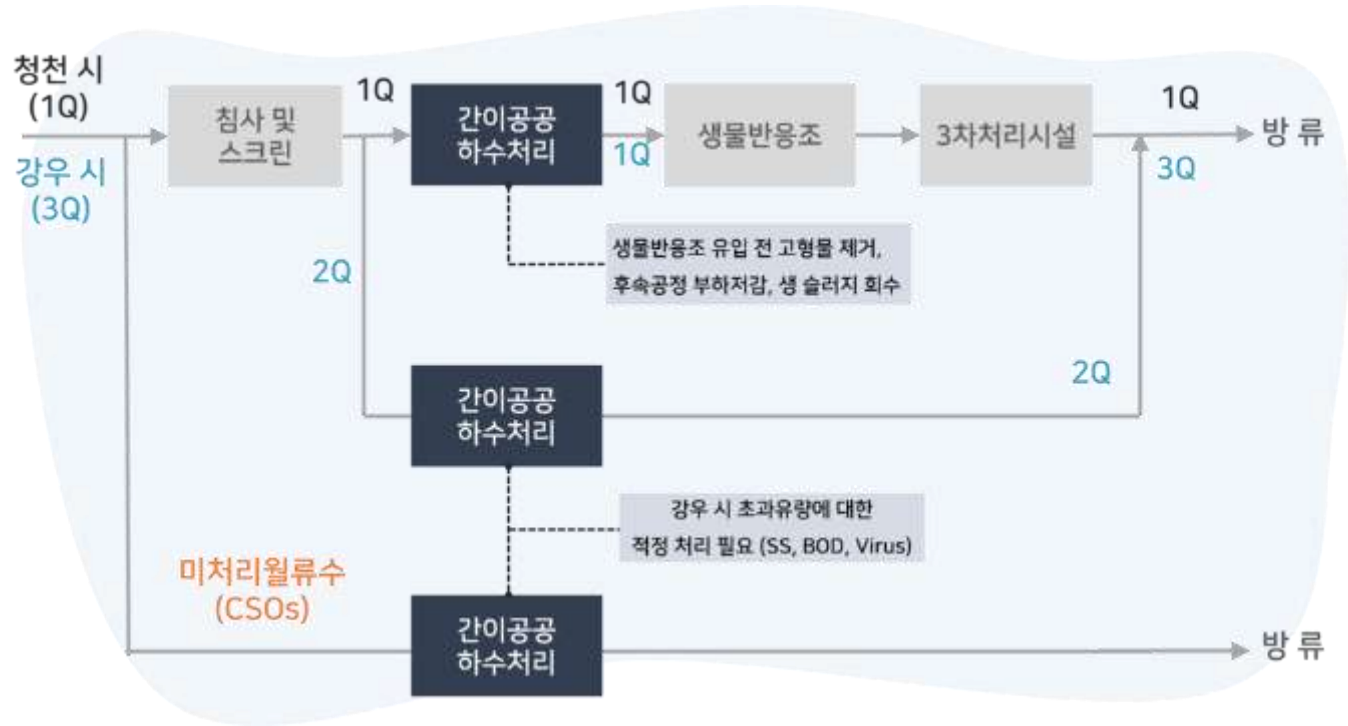 청천 시
(1Q)
강우 시
(3Q)
침사 및
스크린
1Q
간이공공
하수처리
1Q
1Q
생물반응조
3차처리시설
1Q
3Q
방 류
생물반응조 유입 전 고형물 제거,
후속공정 부하저감, 생 슬러지 회수
2Q
간이공공
하수처리
2Q
강우 시 초과유량에 대한
적정 처리 필요 (SS, BOD, Virus)
미처리월류수
(CSOs)
간이공공
하수처리
방 류